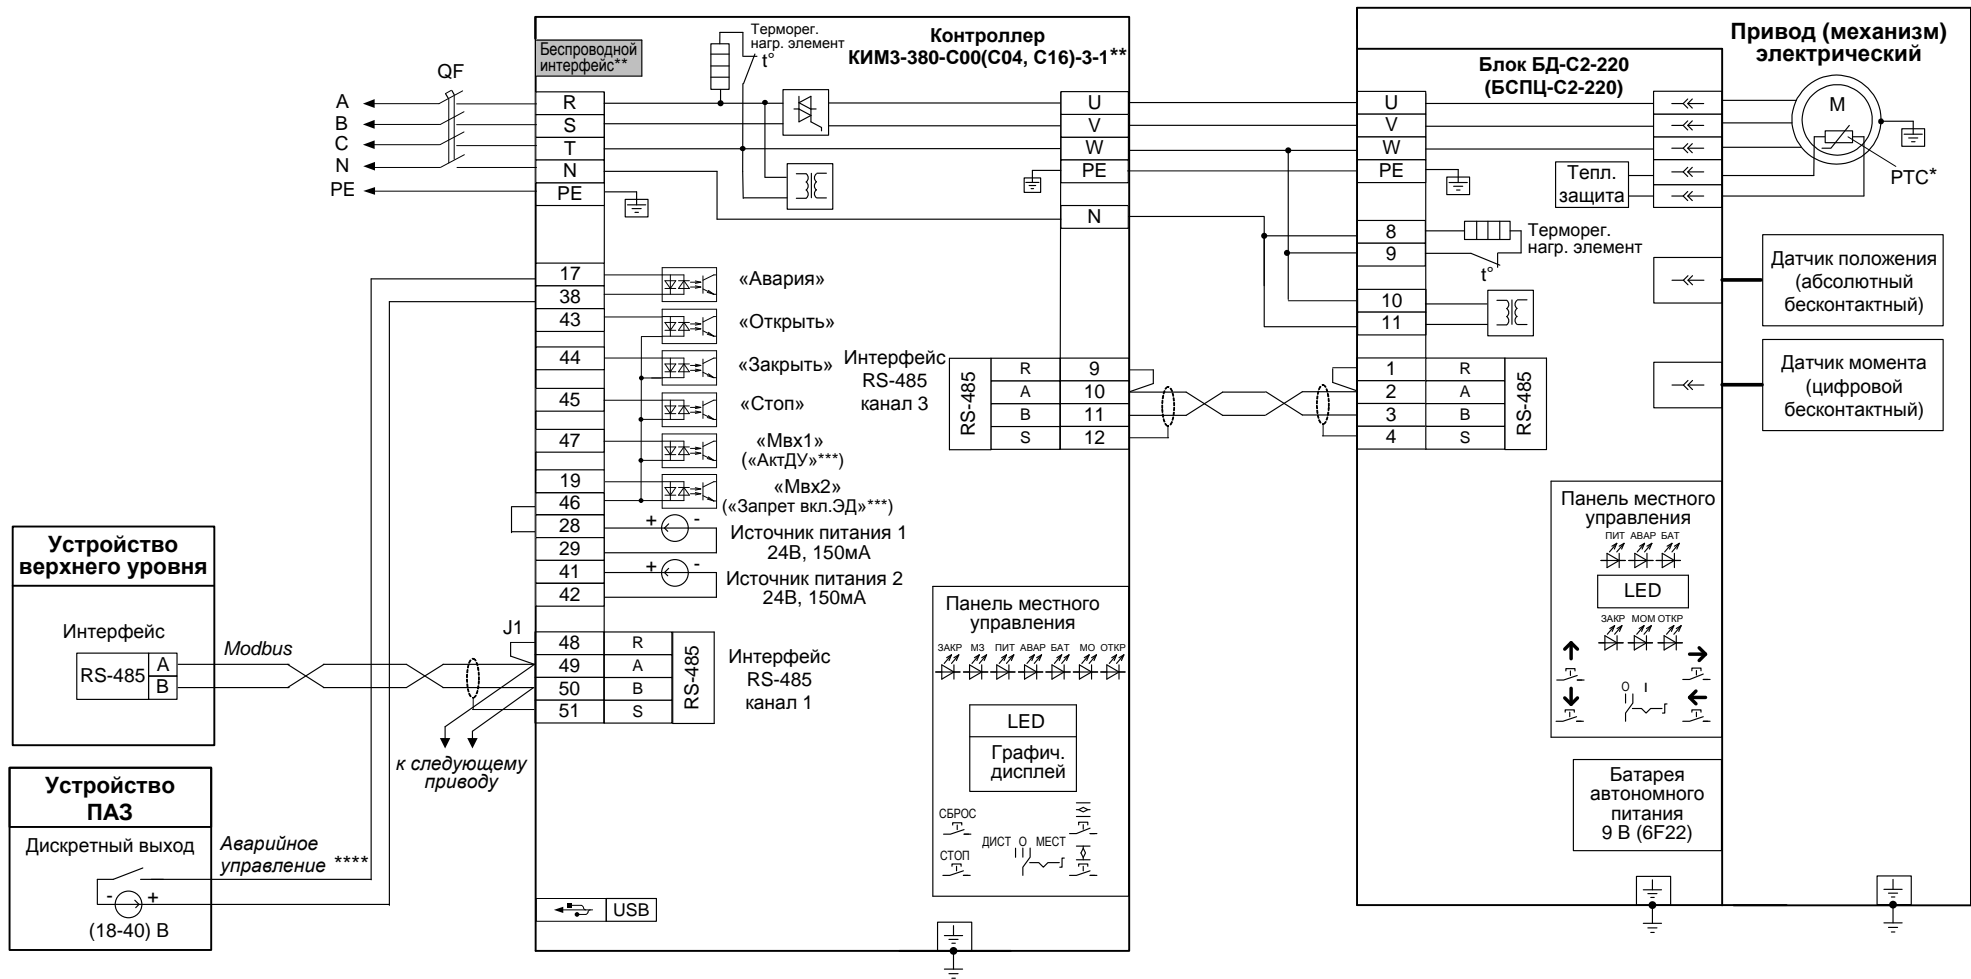 QF
A
B
C
N
PE
Беспроводной
интерфейс**
Терморег.
нагр. элемент
t°
Контроллер
КИМ3-380-С00(С04, С16)-3-1**
R
S
T
N
PE
U
V
W
PE
N
17
38
43
44
45
47
19
46
28
29
41
42
«Авария»
«Открыть»
«Закрыть»
«Стоп»
«Мвх1»
(«АктДУ»***)
«Мвх2»
(«Запрет вкл.ЭД»***)
+ -
Источник питания 1
24В, 150мА
+ -
Источник питания 2
24В, 150мА
J1
48 R
49 A
50 B
51 S
RS-485
Интерфейс
RS-485
канал 1
Интерфейс
RS-485
канал 3
RS-485
R 9
A 10
B 11
S 12
Панель местного
управления
ЗАКР МЗ ПИТ АВАР БАТ МО ОТКР
LED
Графич.
дисплей
СБРОС
СТОП
ДИСТ О МЕСТ
USB
Устройство
верхнего уровня
Интерфейс
RS-485
A
B
Modbus
к следующему
приводу
Устройство
ПАЗ
Дискретный выход
- +
(18-40) В
Аварийное
управление ****
Привод (механизм)
электрический
Блок БД-С2-220
(БСПЦ-С2-220)
U
V
W
PE
Тепл.
защита
M
PTC*
8
9
10
11
Терморег.
нагр. элемент
t°
1 R
2 A
3 B
4 S
RS-485
Датчик положения
(абсолютный
бесконтактный)
Датчик момента
(цифровой
бесконтактный)
Панель местного
управления
ПИТ АВАР БАТ
LED
ЗАКР МОМ ОТКР
O I
Батарея
автономного
питания
9 В (6F22)